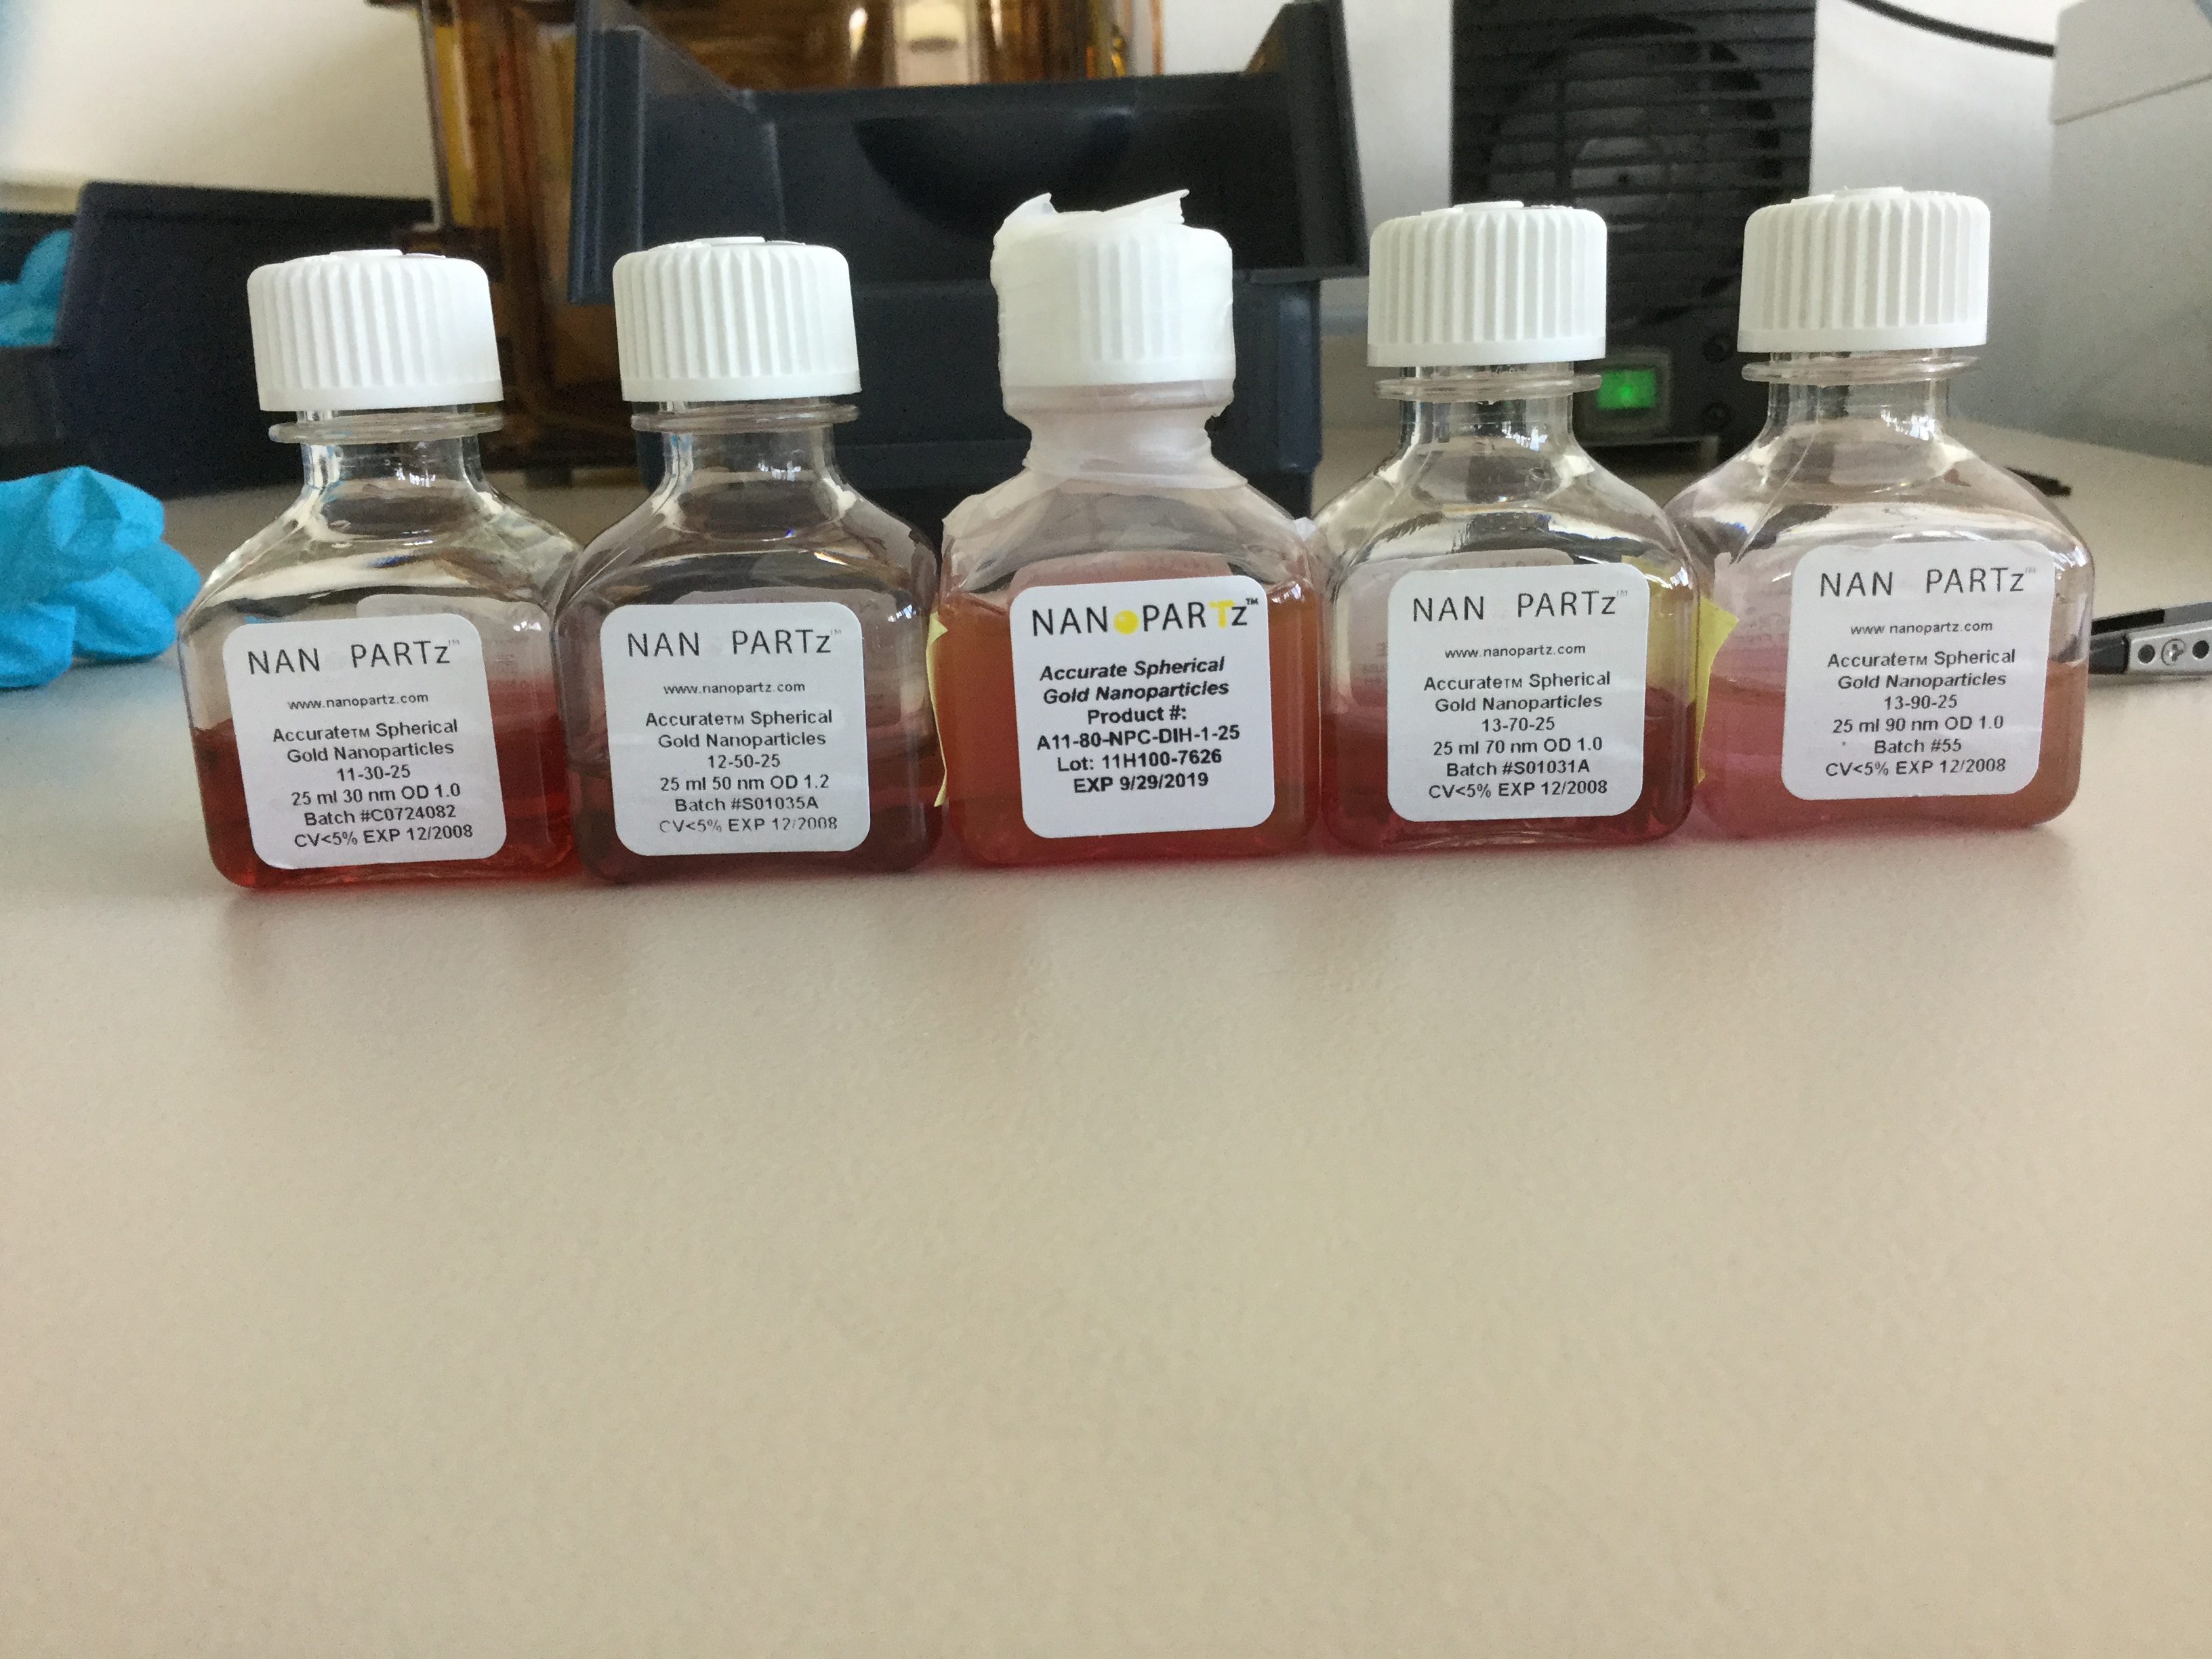 NAN PARTz™
www.nanopartz.com
Accurate™ Spherical
Gold Nanoparticles
11-30-25
25 ml 30 nm OD 1.0
Batch #C0724082
CV<5% EXP 12/2008
NAN PARTz™
www.nanopartz.com
Accurate™ Spherical
Gold Nanoparticles
12-50-25
25 ml 50 nm OD 1.2
Batch #S01035A
CV<5% EXP 12/2008
NANOPARTz™
Accurate Spherical
Gold Nanoparticles
Product #:
A11-80-NPC-DIH-1-25
Lot: 11H100-7626
EXP 9/29/2019
NAN PARTz™
www.nanopartz.com
Accurate™ Spherical
Gold Nanoparticles
13-70-25
25 ml 70 nm OD 1.0
Batch #S01031A
CV<5% EXP 12/2008
NAN PARTz™
www.nanopartz.com
Accurate™ Spherical
Gold Nanoparticles
13-90-25
25 ml 90 nm OD 1.0
Batch #55
CV<5% EXP 12/2008